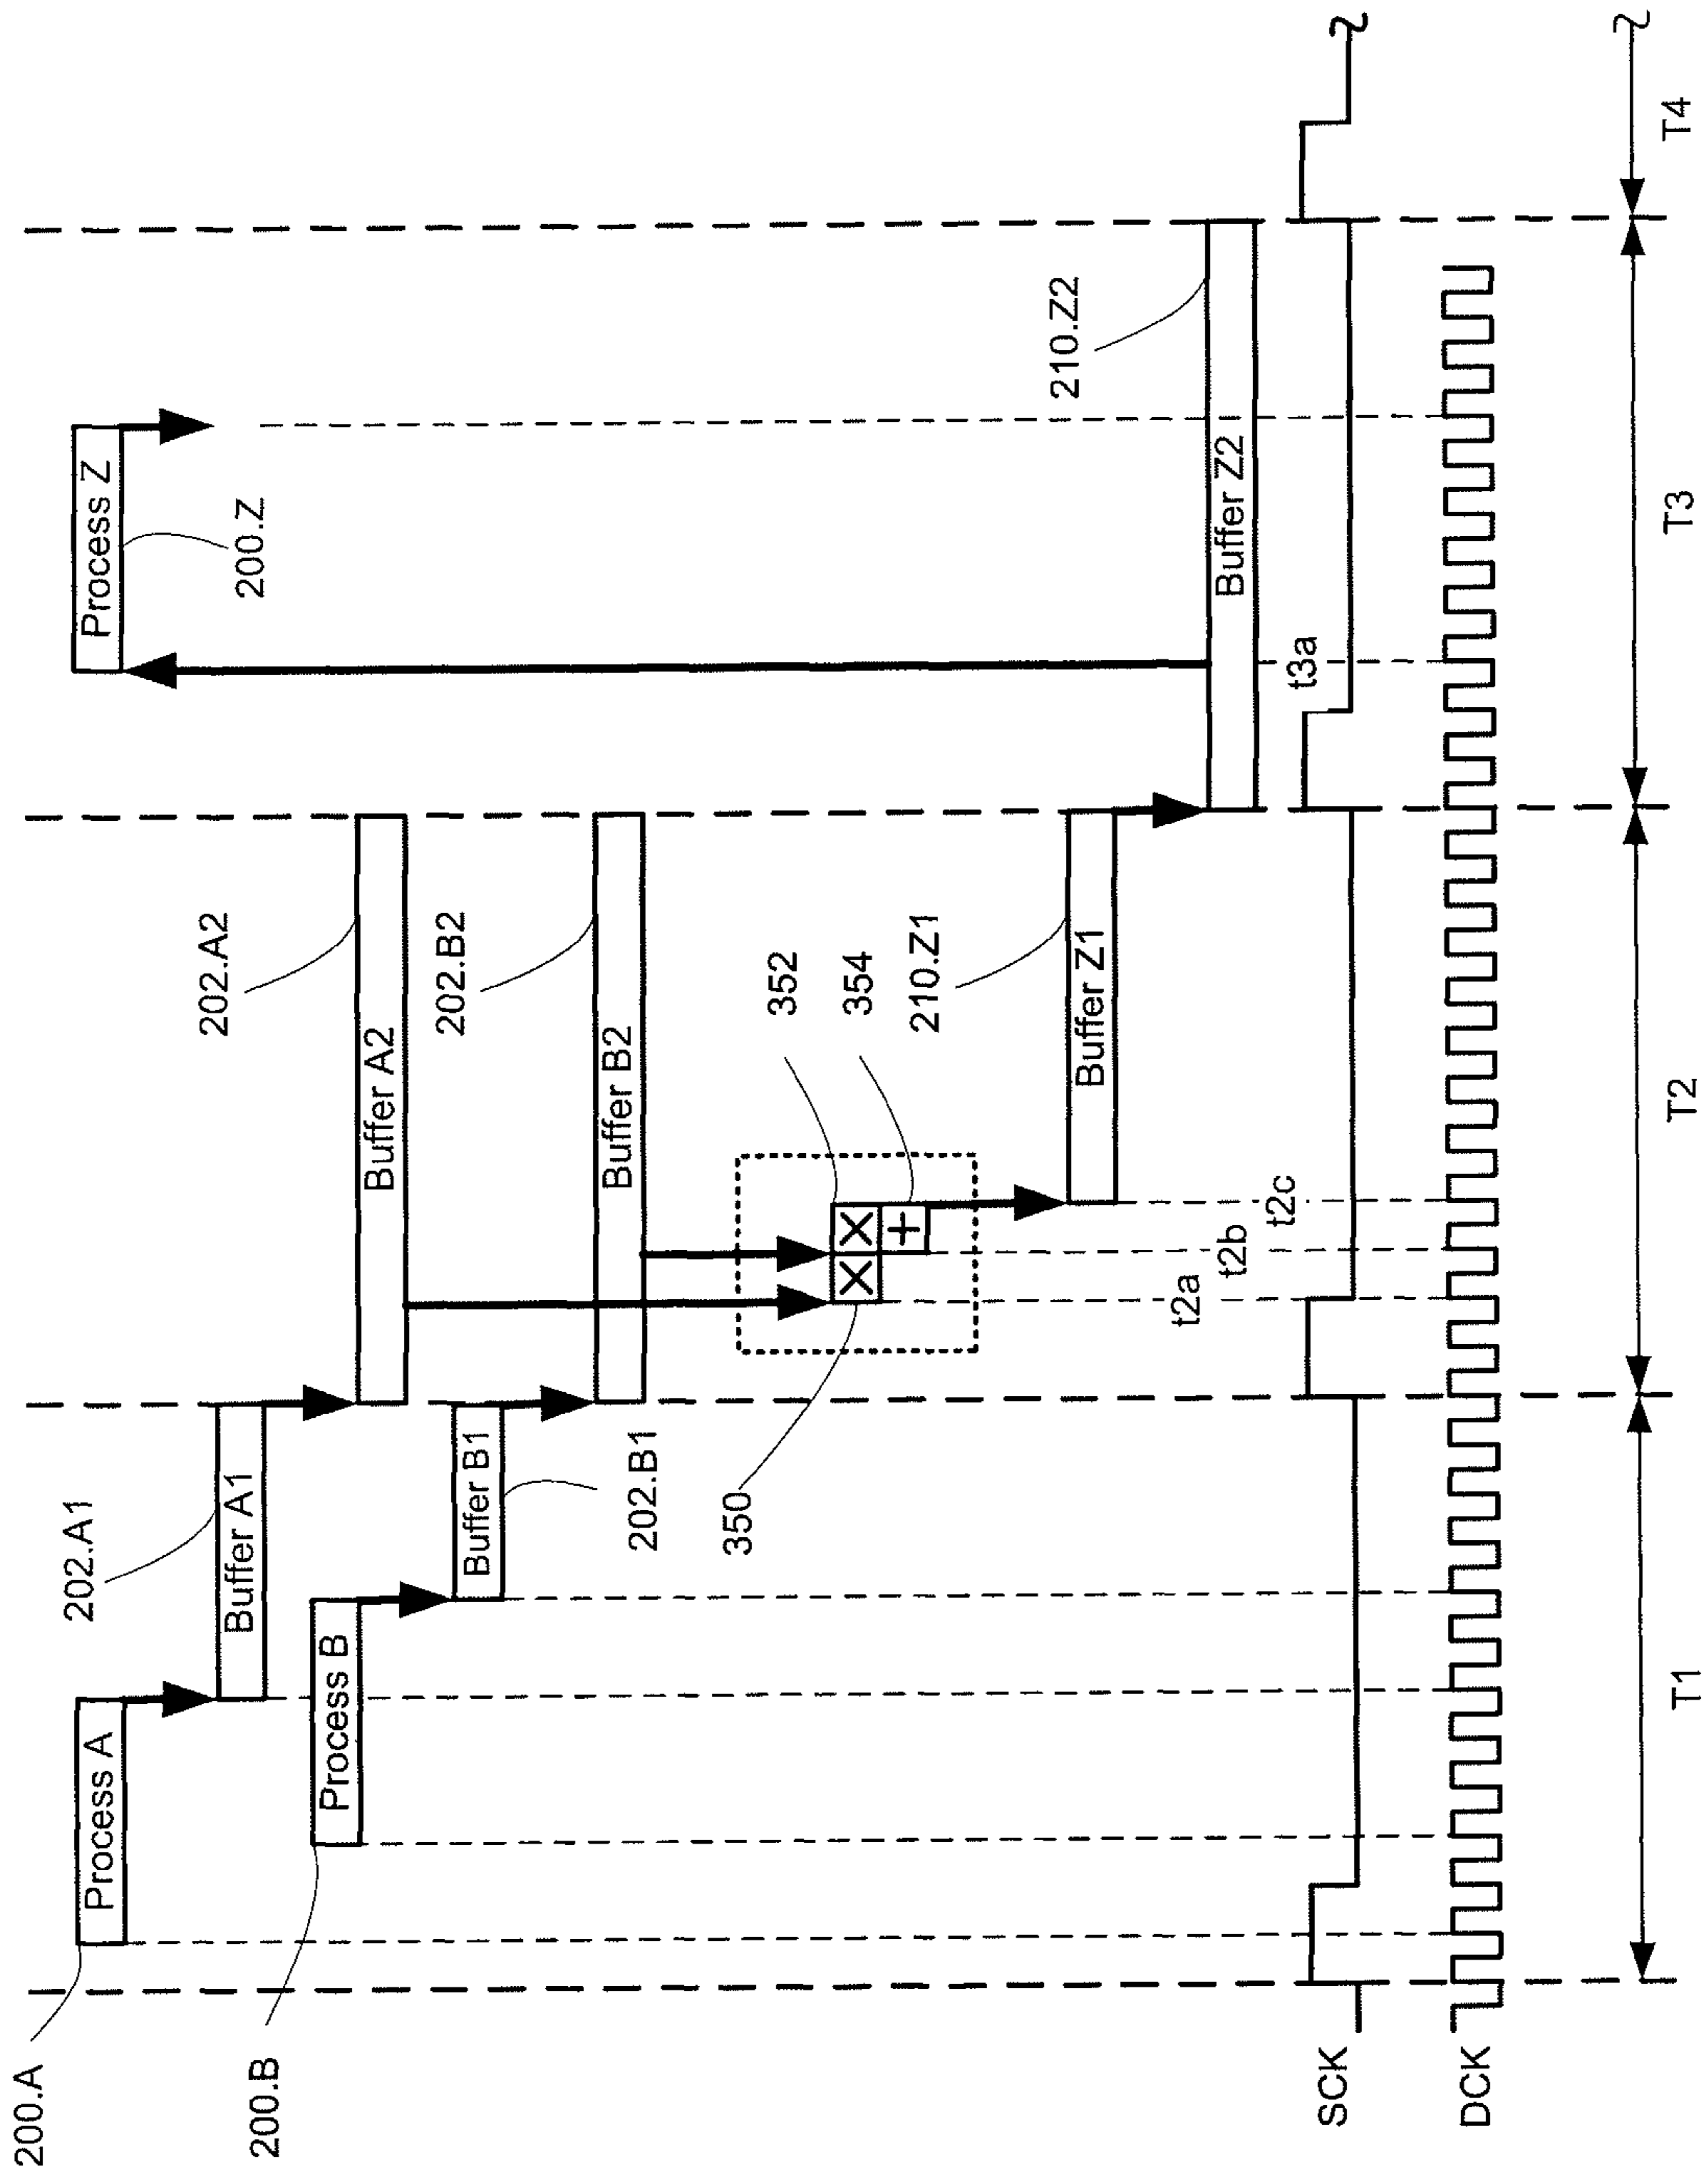 200.A
Process A
202.A1
Buffer A1
202.A2
Buffer A2
Process Z
200.Z
200.B
Process B
Buffer B1
202.B1
202.B2
Buffer B2
350
352
354
210.Z1
Buffer Z1
210.Z2
Buffer Z2
t2a
t2b
t2c
t3a
SCK
DCK
T1
T2
T3
T4